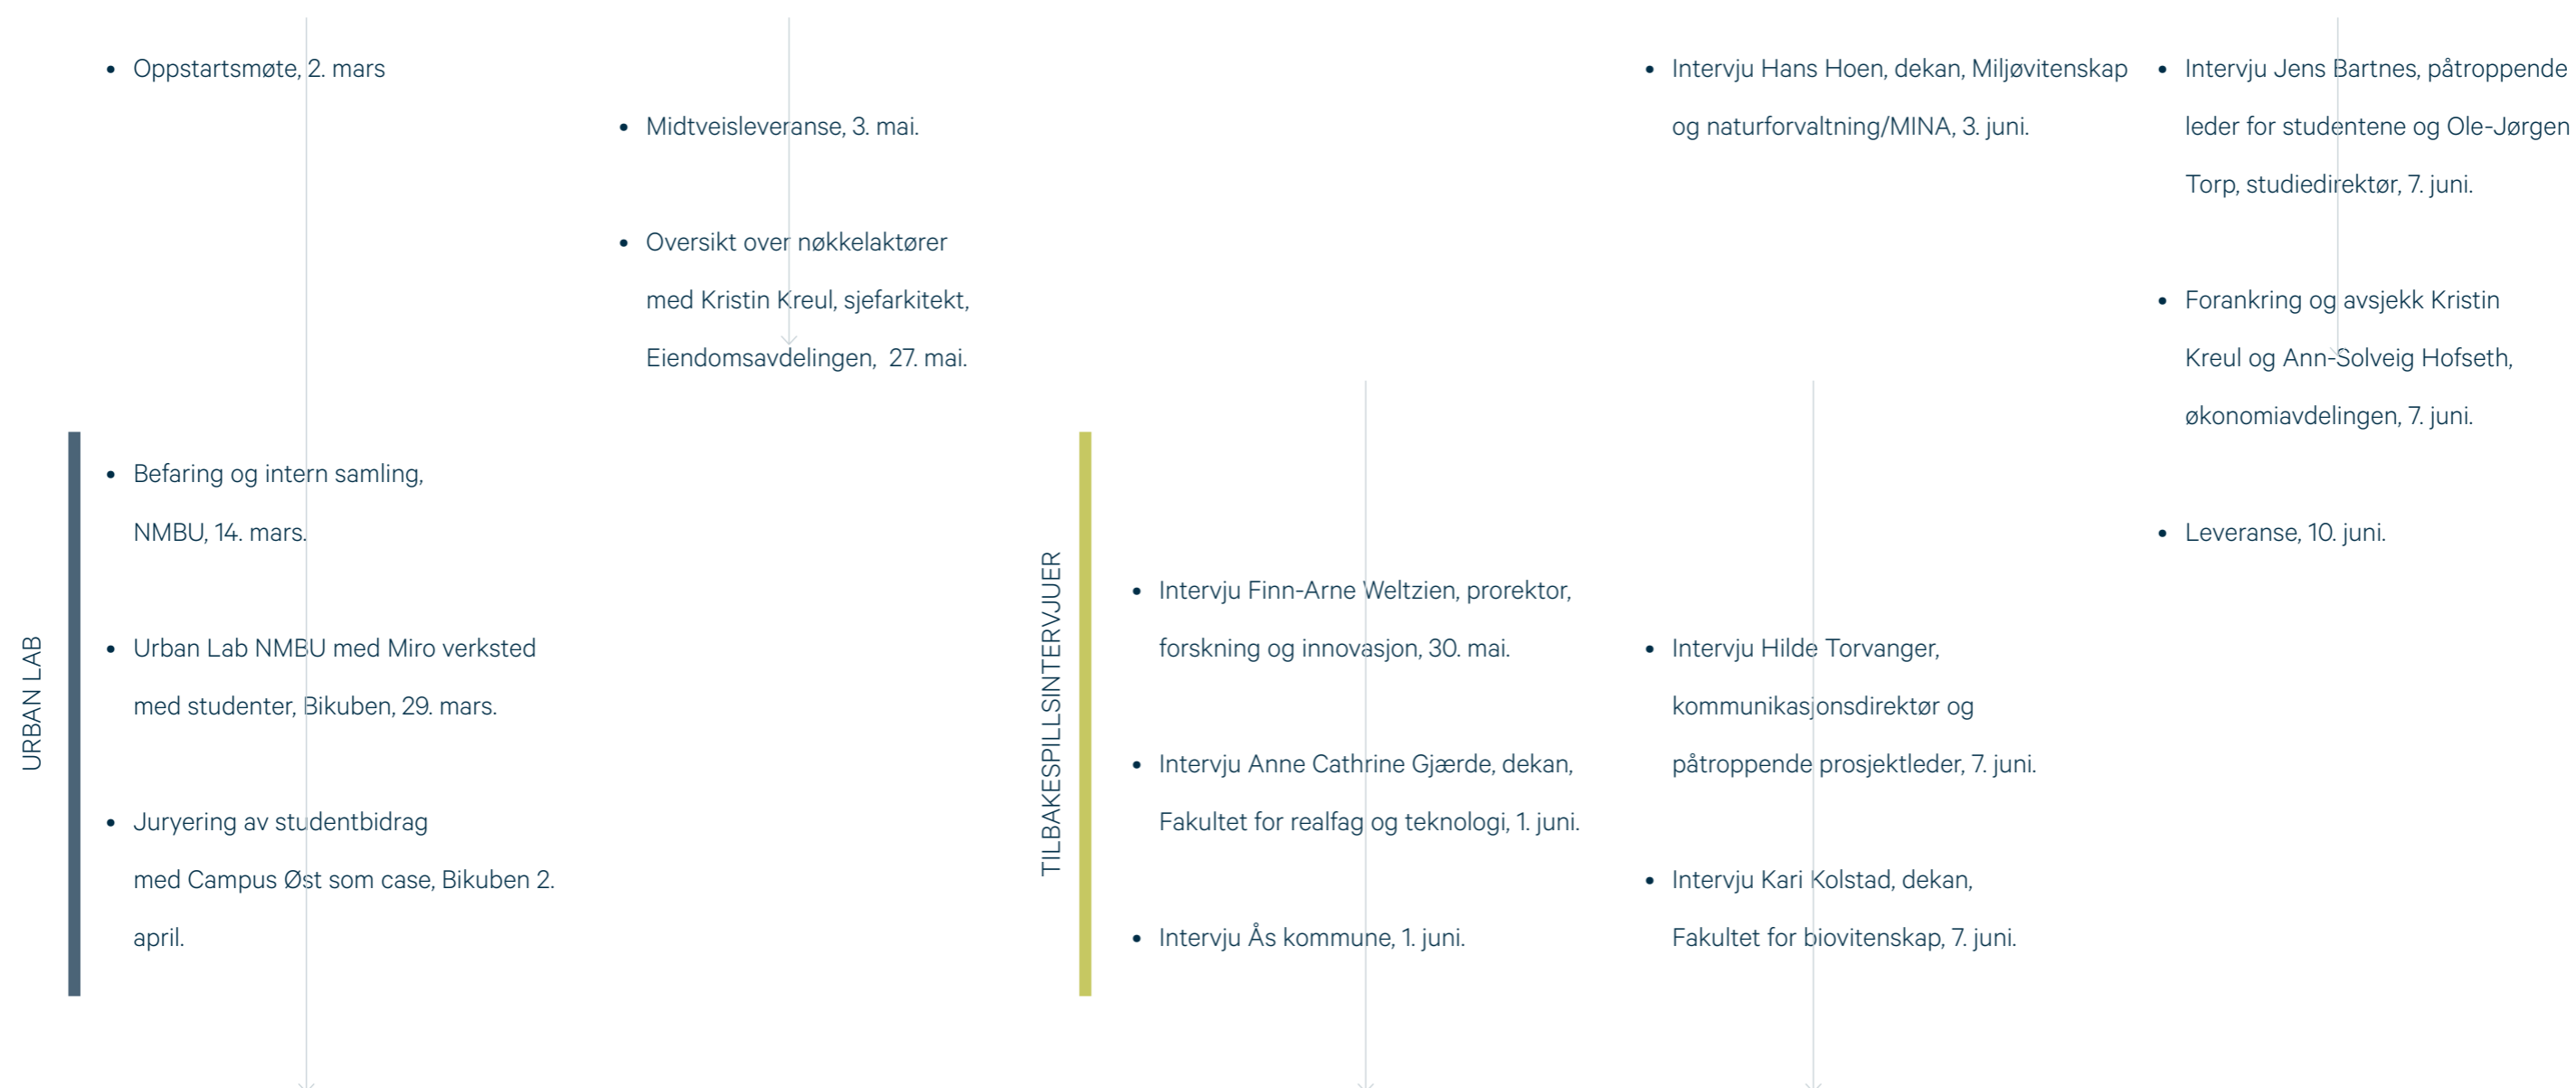 Oppstartsmøte, 2. mars
URBAN LAB
Befaring og intern samling,
NMBU, 14. mars.
Urban Lab NMBU med Miro verksted
med studenter, Bikuben, 29. mars.
Juryering av studentbidrag
med Campus Øst som case, Bikuben 2.
april.
Midtveisleveranse, 3. mai.
Oversikt over nøkkelaktører
med Kristin Kreul, sjefarkitekt,
Eiendomsavdelingen,  27. mai.
TILBAKESPILLSINTERVJUER
Intervju Finn-Arne Weltzien, prorektor,
forskning og innovasjon, 30. mai.
Intervju Anne Cathrine Gjærde, dekan,
Fakultet for realfag og teknologi, 1. juni.
Intervju Ås kommune, 1. juni.
Intervju Hans Hoen, dekan, Miljøvitenskap
og naturforvaltning/MINA, 3. juni.
Intervju Hilde Torvanger,
kommunikasjonsdirektør og
påtroppende prosjektleder, 7. juni.
Intervju Kari Kolstad, dekan,
Fakultet for biovitenskap, 7. juni.
Intervju Jens Bartnes, påtroppende
leder for studentene og Ole-Jørgen
Torp, studiedirektør, 7. juni.
Forankring og avsjekk Kristin
Kreul og Ann-Solveig Hofseth,
økonomiavdelingen, 7. juni.
Leveranse, 10. juni.